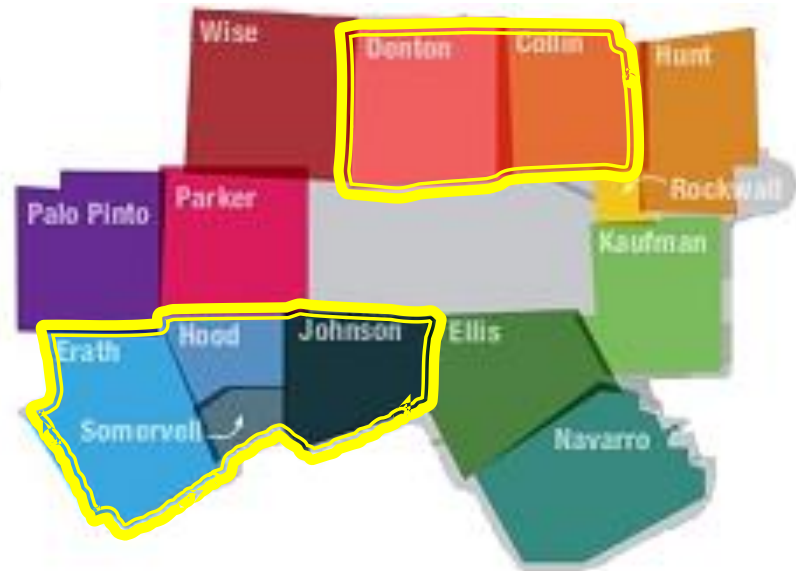 Wise
Denton
Collin
Hunt
Rockwall
Palo Pinto
Parker
Kaufman
Erath
Hood
Johnson
Ellis
Somervell
Navarro